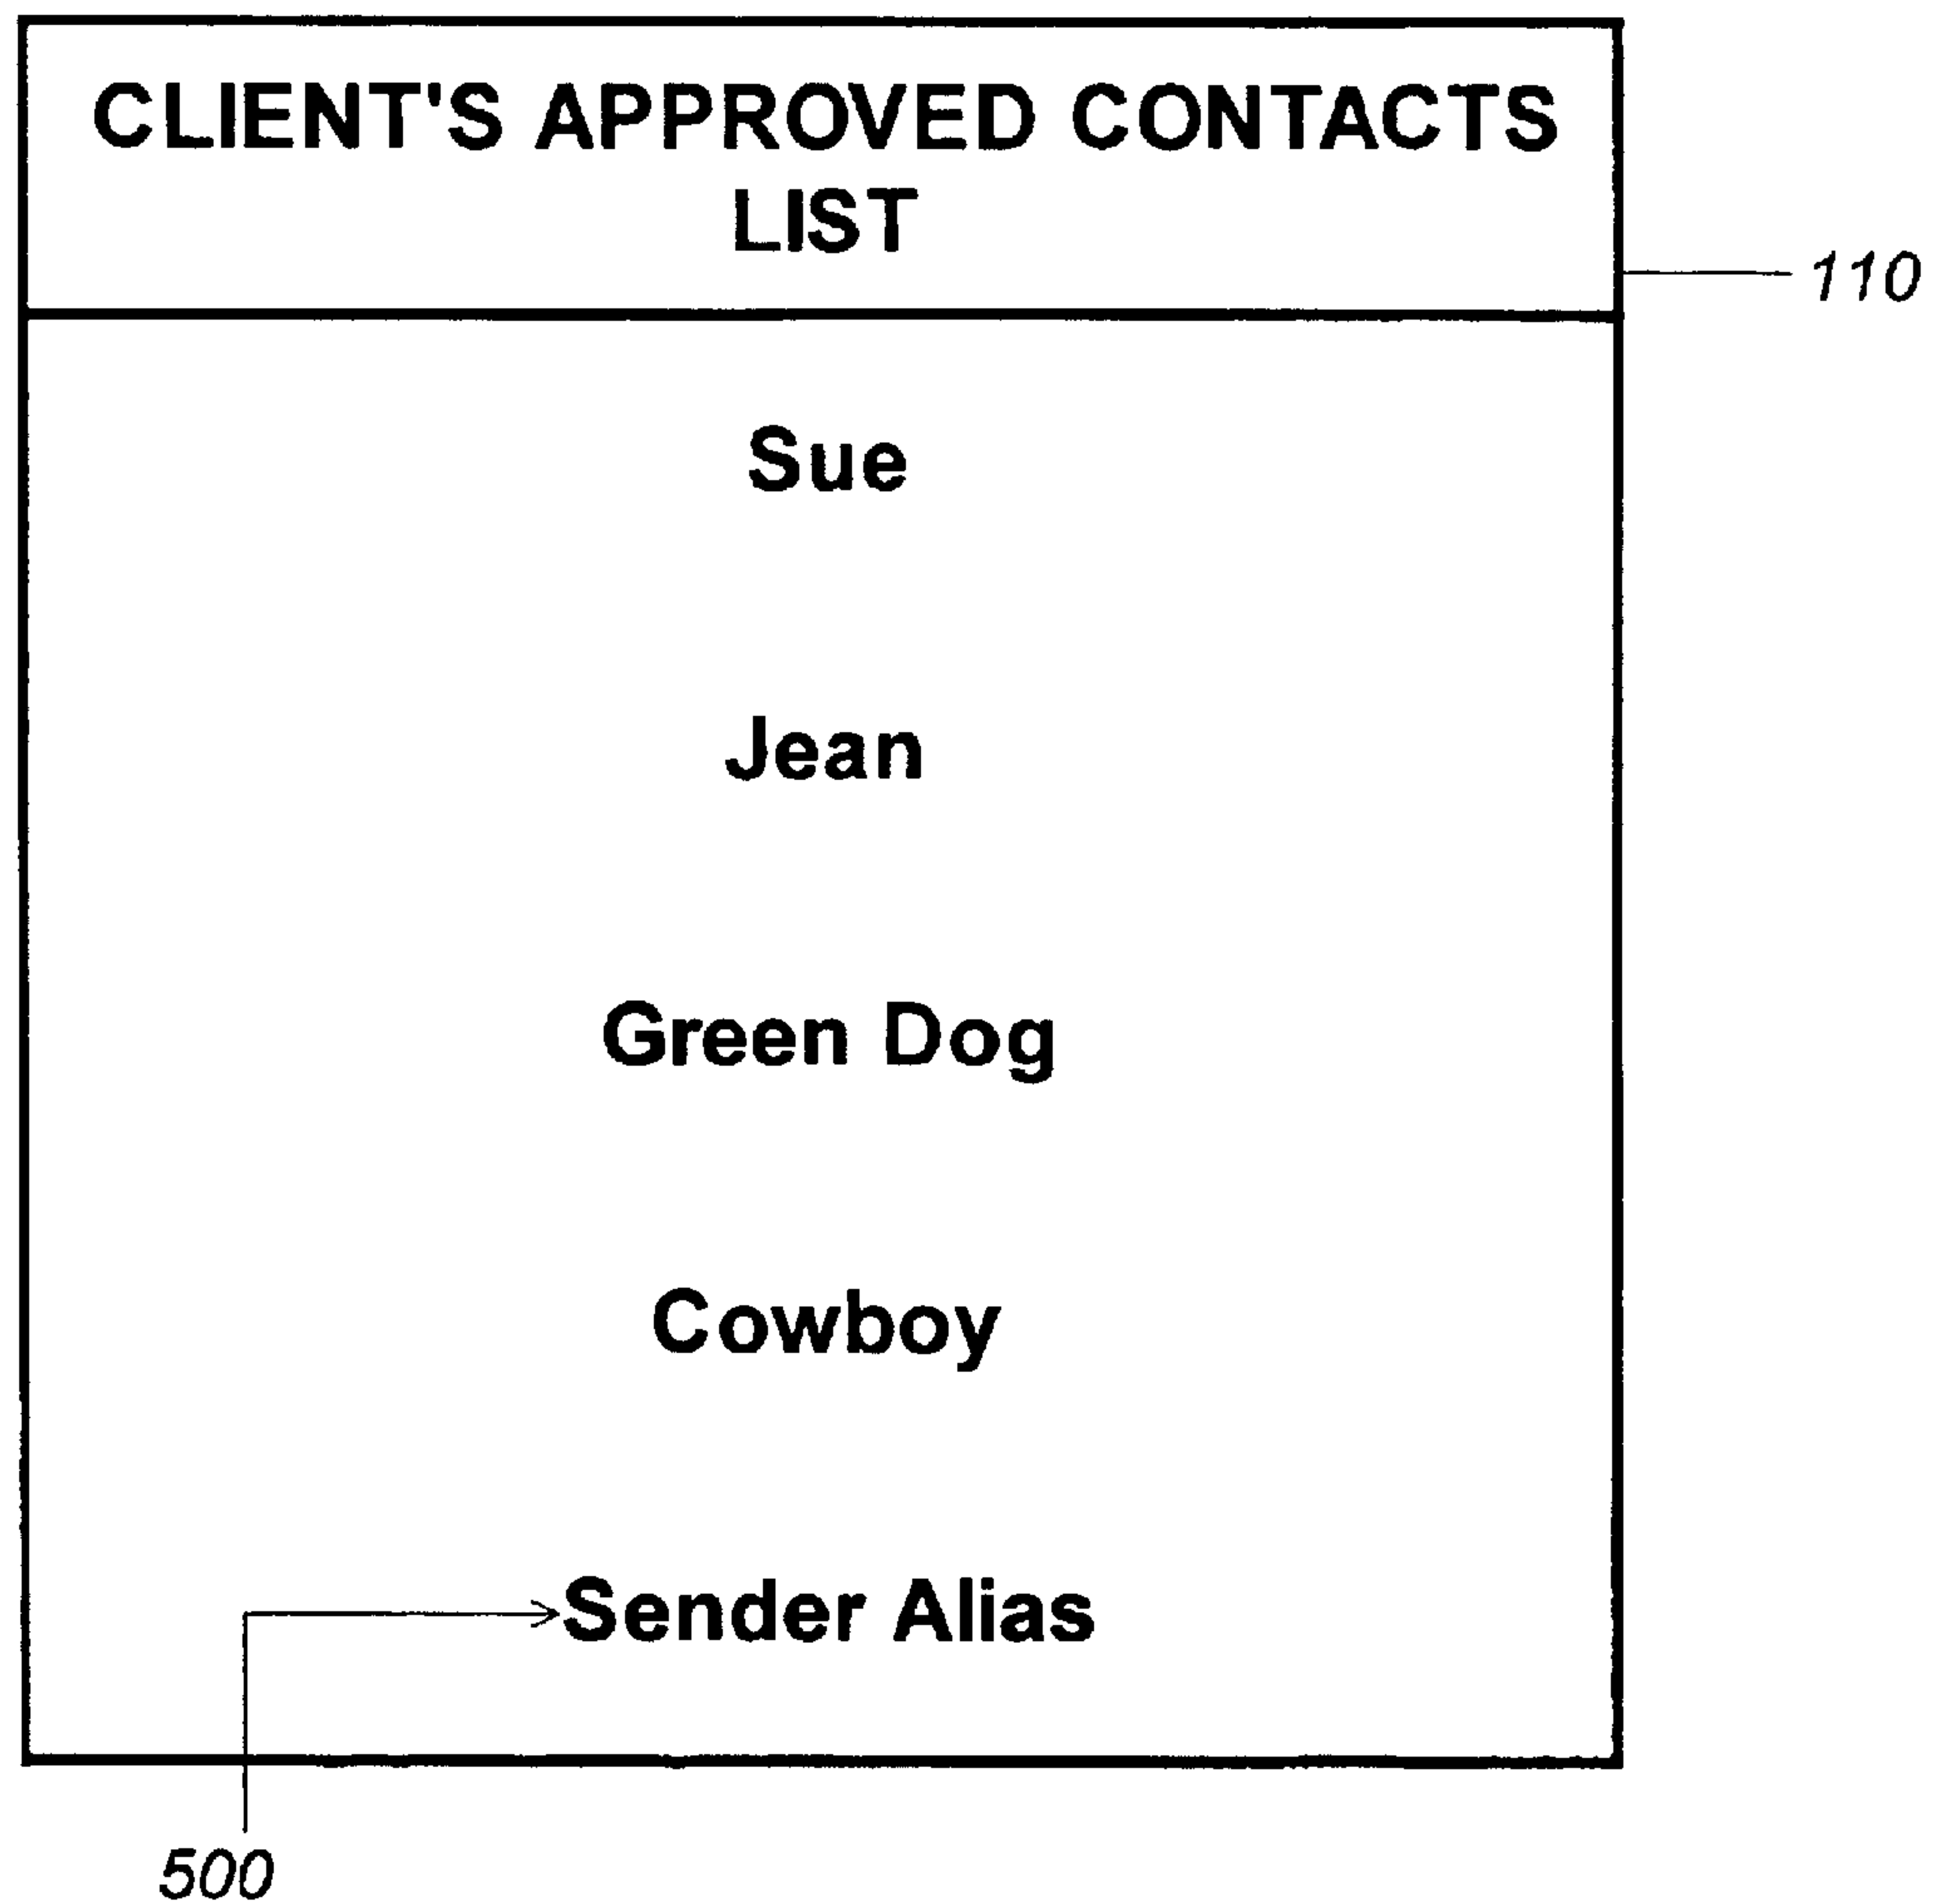 CLIENT'S APPROVED CONTACTS
LIST
110
Sue
Jean
Green Dog
Cowboy
Sender Alias
500